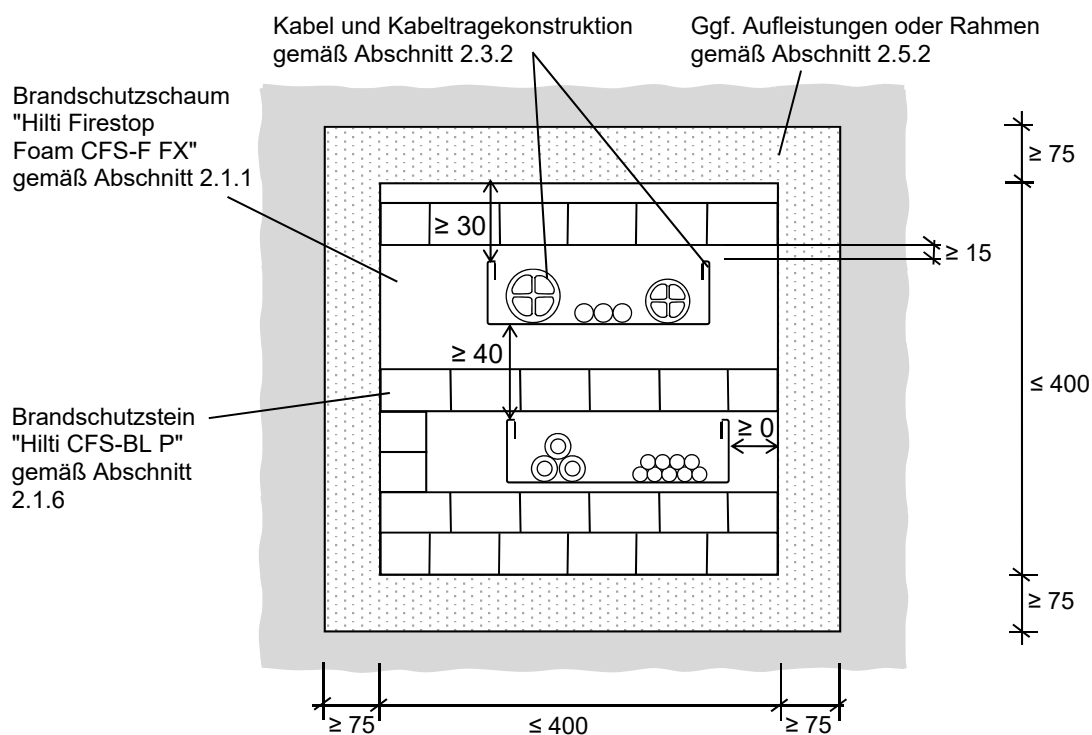 Kabel und Kabeltragekonstruktion
gemäß Abschnitt 2.3.2
Ggf. Aufleistungen oder Rahmen
gemäß Abschnitt 2.5.2
Brandschutzschaum
"Hilti Firestop
Foam CFS-F FX"
gemäß Abschnitt 2.1.1
≥ 75
≥ 30
≥ 15
≥ 40
≤ 400
Brandschutzstein
"Hilti CFS-BL P"
gemäß Abschnitt
2.1.6
≥ 0
≥ 75
≥ 75
≤ 400
≥ 75